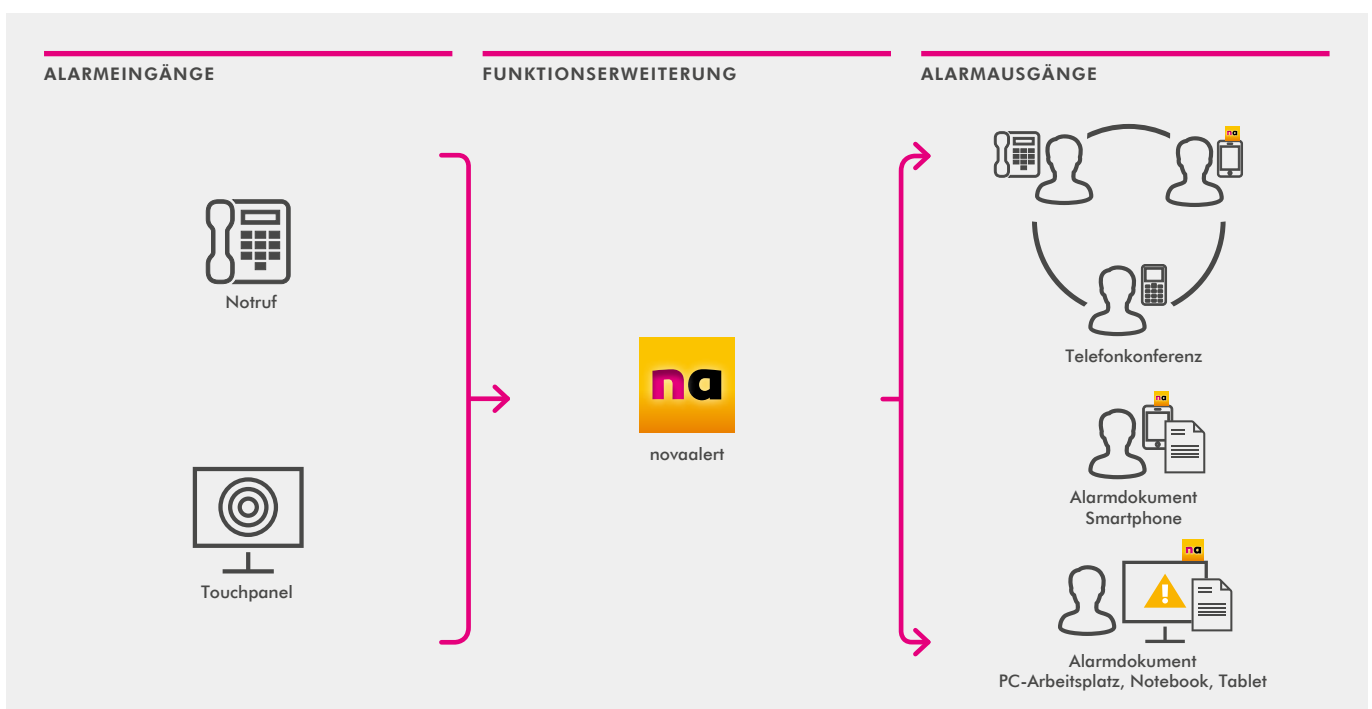 ALARMEINGÄNGE
FUNKTIONSERWEITERUNG
ALARMAUSGÄNGE
Notruf
Touchpanel
na
novaalert
na
Telefonkonferenz
na
Alarmdokument
Smartphone
na
Alarmdokument
PC-Arbeitsplatz, Notebook, Tablet